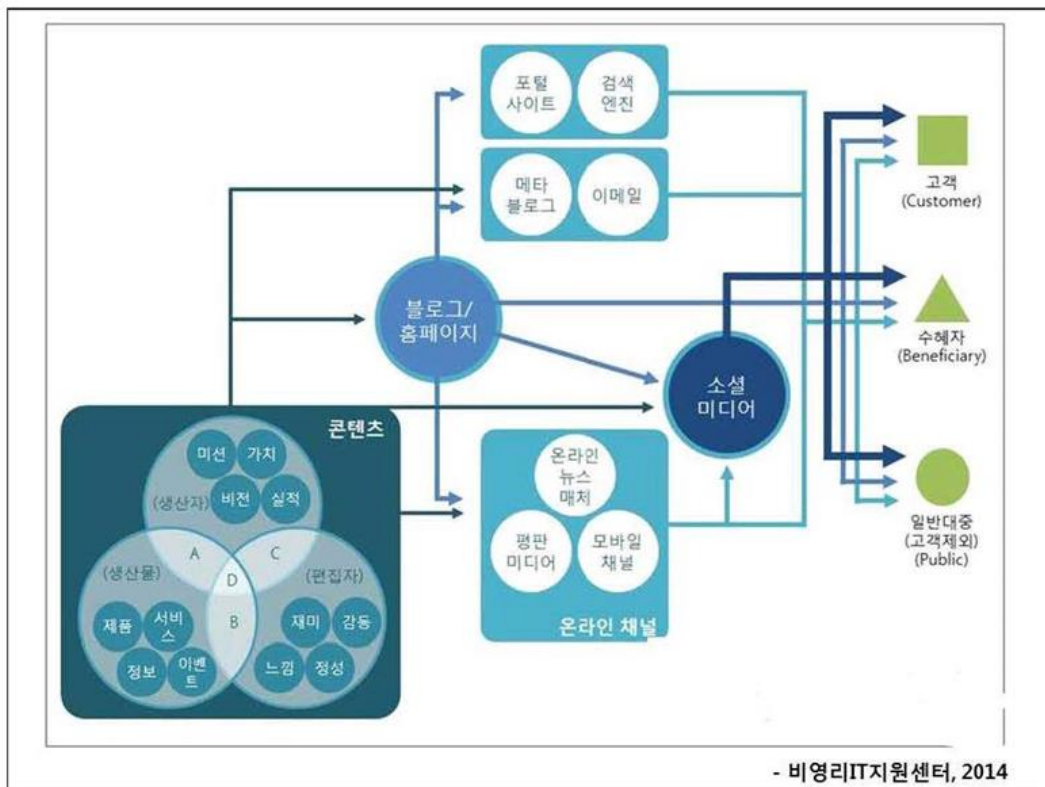 포털
사이트
검색
엔진
메타
블로그
이메일
고객
(Customer)
블로그/
홈페이지
수혜자
(Beneficiary)
소셜
미디어
콘텐츠
미션
가치
(생산자)
비전
실적
A
C
D
B
(생산물)
(편집자)
제품
서비
스
정보
이벤
트
재미
감동
느낌
정성
온라인
뉴스
매처
평판
미디어
모바일
채널
온라인 채널
일반대중
(고객제외)
(Public)
- 비영리IT지원센터, 2014